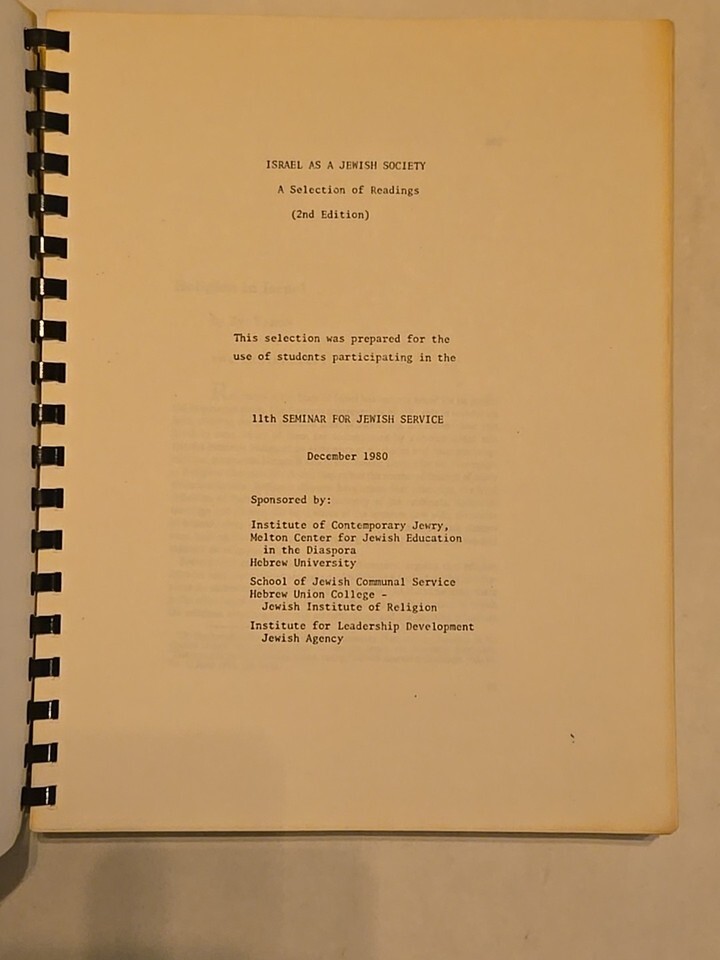 ISRAEL AS A JEWISH SOCIETY
A Selection of Readings
(2nd Edition)
This selection was prepared for the
use of students participating in the
11th SEMINAR FOR JEWISH SERVICE
December 1980
Sponsored by:
Institute of Contemporary Jewry,
Melton Center for Jewish Education
in the Diaspora
Hebrew University
School of Jewish Communal Service
Hebrew Union College -
Jewish Institute of Religion
Institute for Leadership Development
Jewish Agency